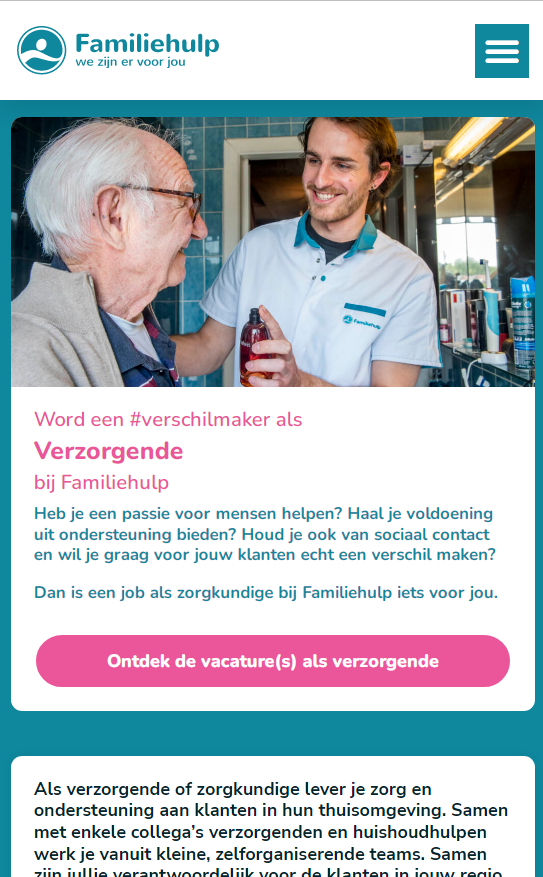 Familiehulp
we zijn er voor jou
Familiehulp
Word een #verschilmaker als
Verzorgende
bij Familiehulp
Heb je een passie voor mensen helpen? Haal je voldoening
uit ondersteuning bieden? Houd je ook van sociaal contact
en wil je graag voor jouw klanten echt een verschil maken?
Dan is een job als zorgkundige bij Familiehulp iets voor jou.
Ontdek de vacature(s) als verzorgende
Als verzorgende of zorgkundige lever je zorg en
ondersteuning aan klanten in hun thuisomgeving. Samen
met enkele collega's verzorgenden en huishoudhulpen
werk je vanuit kleine, zelforganiserende teams. Samen
zijn jullie verantwoordelijk voor de klanten in jouw regio